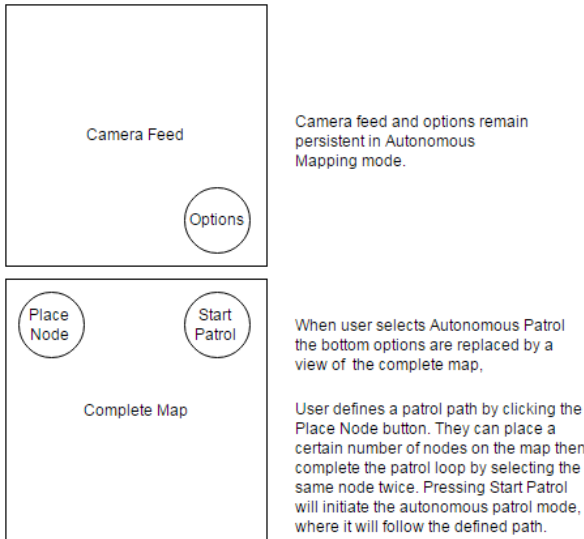 Camera Feed
Options
Camera feed and options remain
persistent in Autonomous
Mapping mode.
Place
Node
Start
Patrol
Complete Map
When user selects Autonomous Patrol
the bottom options are replaced by a
view of the complete map,
User defines a patrol path by clicking the
Place Node button. They can place a
certain number of nodes on the map then
complete the patrol loop by selecting the
same node twice. Pressing Start Patrol
will initiate the autonomous patrol mode,
where it will follow the defined path.